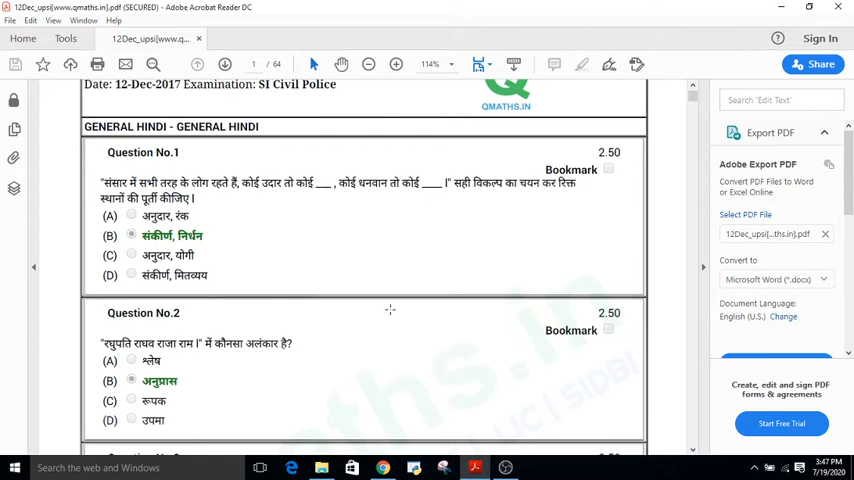 12Dec_upsi[www.qmaths.in].pdf (SECURED) - Adobe Acrobat Reader DC
File Edit View Window Help
Home Tools 12Dec_upsi[www.q... × Sign In
1 / 64 114% Share
Date: 12-Dec-2017 Examination: SI Civil Police
QMATHS.IN
GENERAL HINDI - GENERAL HINDI
Question No.1 2.50
Bookmark
"संसार में सभी तरह के लोग रहते हैं, कोई उदार तो कोई ___ , कोई धनवान तो कोई ____ I" सही विकल्प का चयन कर रिक्त
स्थानों की पूर्ती कीजिए I
(A) अनुदार, रंक
(B) संकीर्ण, निर्धन
(C) अनुदार, योगी
(D) संकीर्ण, मितव्यय
Question No.2 2.50
Bookmark
"रघुपति राघव राजा राम I" में कौनसा अलंकार है?
(A) श्लेष
(B) अनुप्रास
(C) रूपक
(D) उपमा
Search 'Edit Text'
Export PDF
Adobe Export PDF
Convert PDF Files to Word
or Excel Online
Select PDF File
12Dec_upsi[...ths.in].pdf
Convert to
Microsoft Word (*.docx)
Document Language:
English (U.S.) Change
Create, edit and sign PDF
forms & agreements
Start Free Trial
maths.in
UC | SIDBI
Search the web and Windows
3:47 PM
7/19/2020